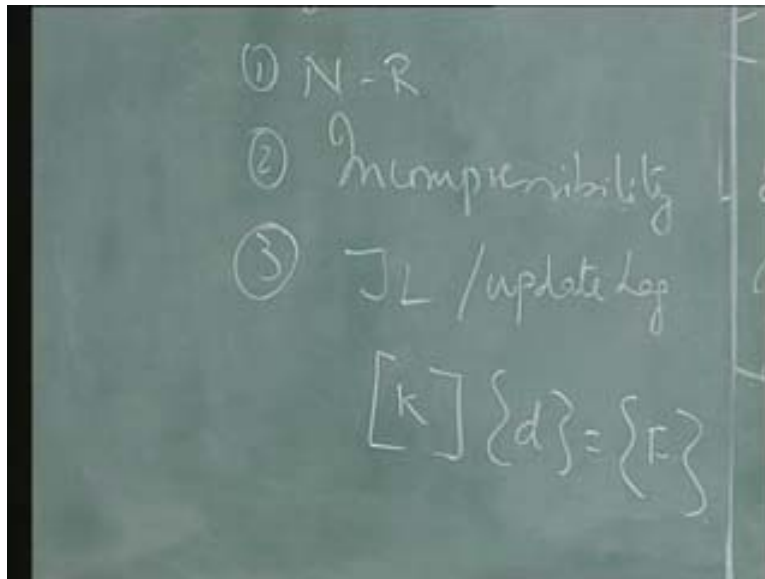 ① N-R
② Incompressibility
③ TL / update Lag
[K] {d} = {F}